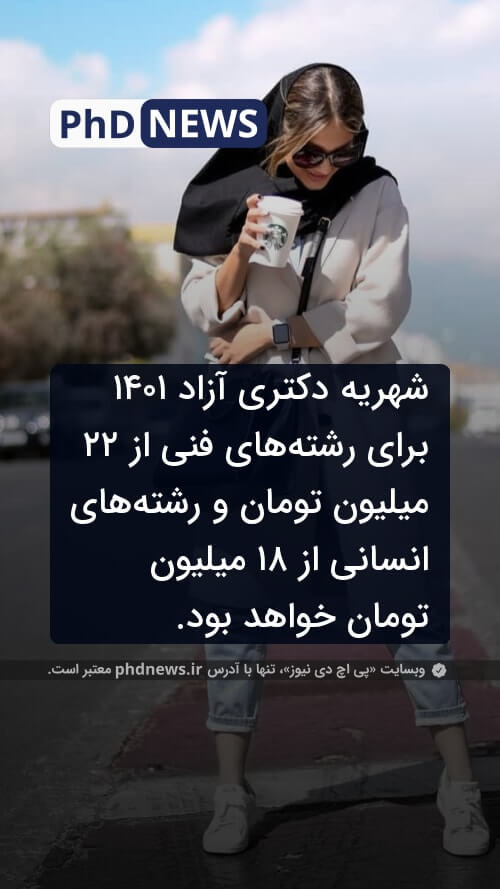 PhD NEWS
شهریه دکتری آزاد ۱۴۰۱
برای رشته‌های فنی از ۲۲
میلیون تومان و رشته‌های
انسانی از ۱۸ میلیون
تومان خواهد بود.
وبسایت «پی اچ دی نیوز»، تنها با آدرس phdnews.ir معتبر است.